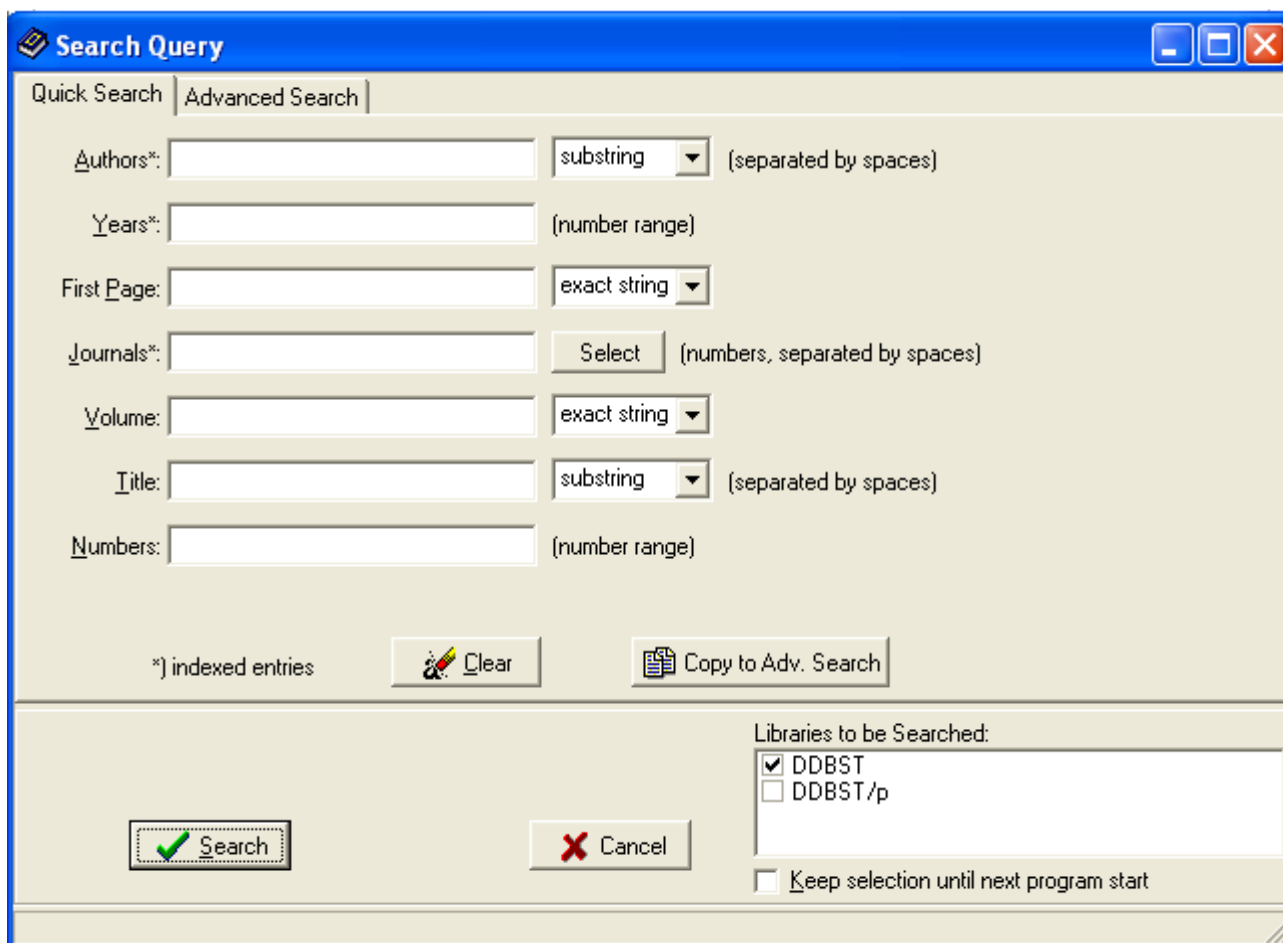 Search Query
Quick Search Advanced Search
Authors*: substring (separated by spaces)
Years*: (number range)
First Page: exact string
Journals*: Select (numbers, separated by spaces)
Volume: exact string
Title: substring (separated by spaces)
Numbers: (number range)
*) indexed entries Clear Copy to Adv. Search
Libraries to be Searched:
DDBST
DDBST/p
Search Cancel
Keep selection until next program start